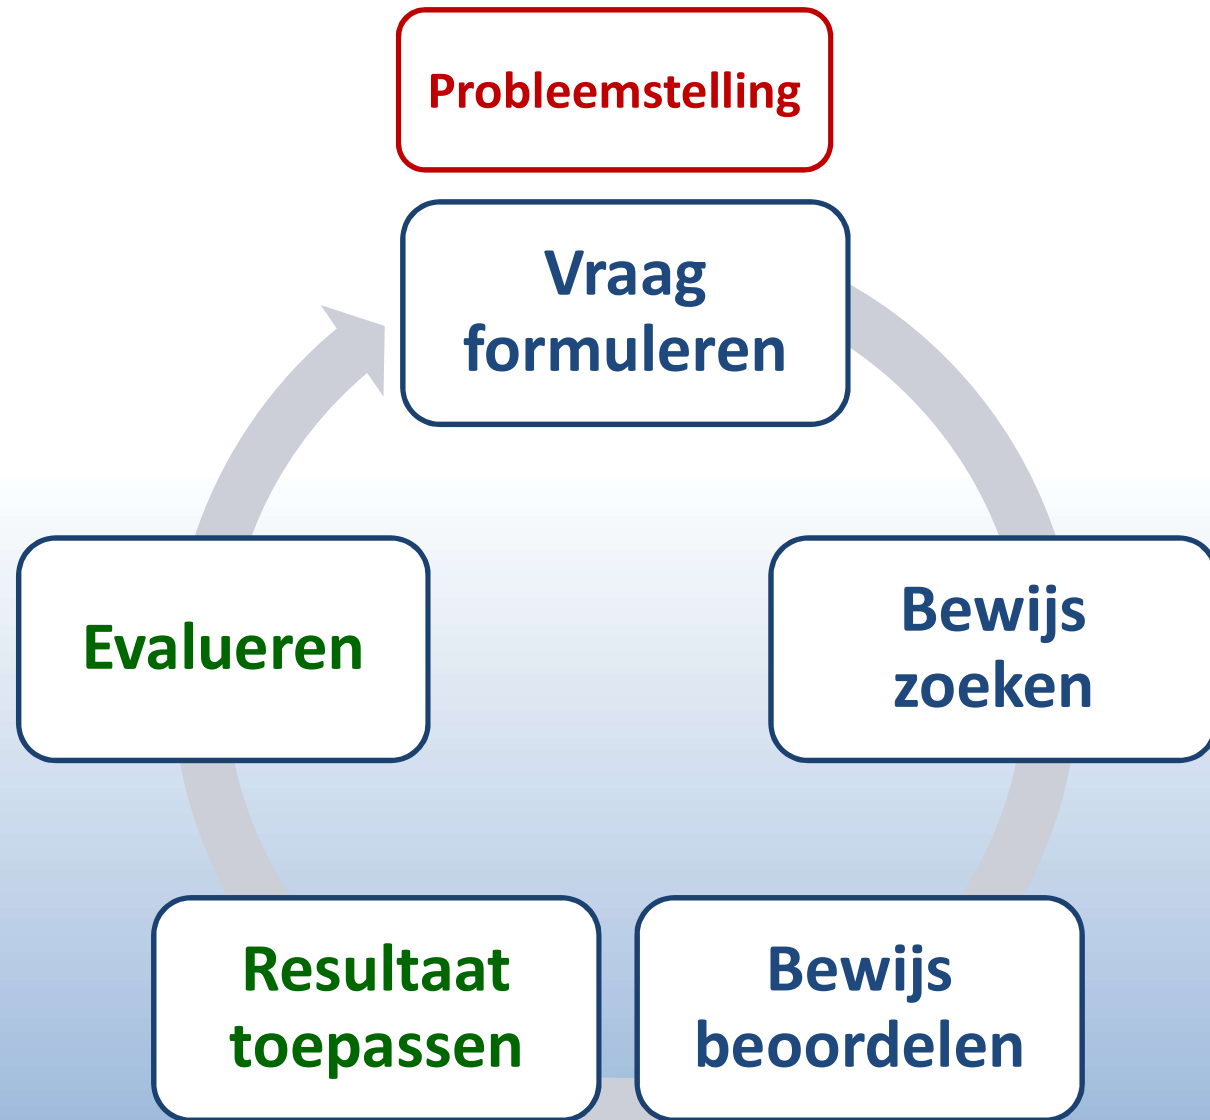 Probleemstelling
Vraag
formuleren
Bewijs
zoeken
Bewijs
beoordelen
Resultaat
toepassen
Evalueren